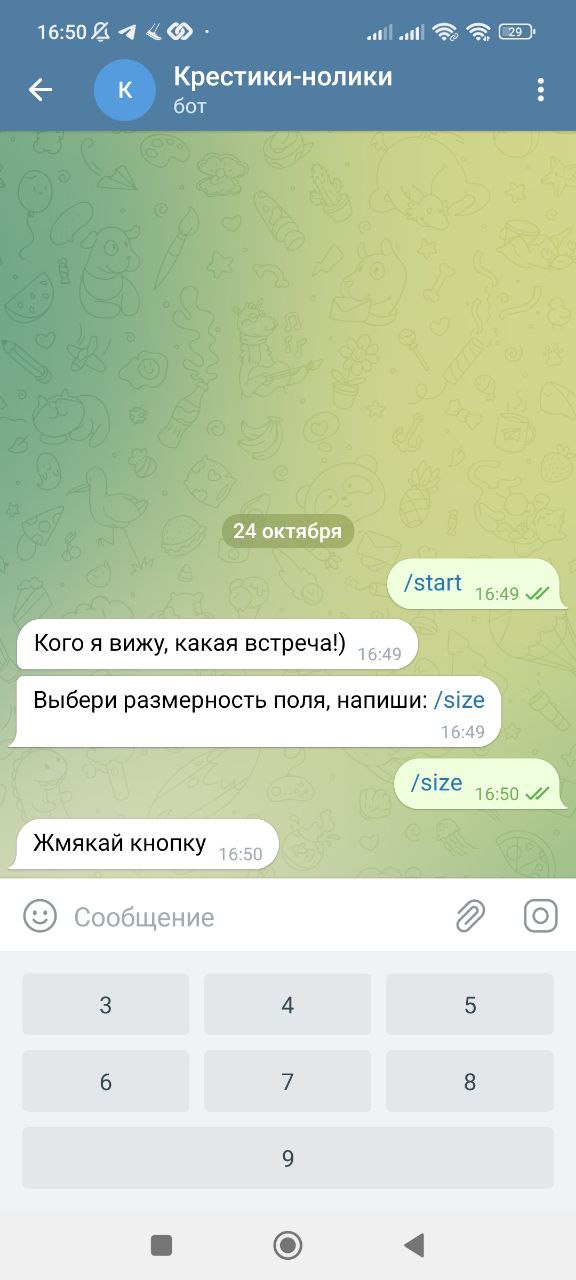 16:50
29
К
Крестики-нолики
бот
24 октября
/start 16:49
Кого я вижу, какая встреча!) 16:49
Выбери размерность поля, напиши: /size
16:49
/size 16:50
Жмякай кнопку 16:50
Сообщение
3 4 5
6 7 8
9